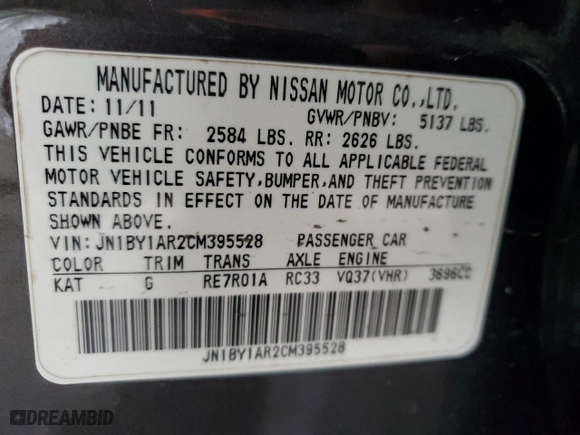 MANUFACTURED BY NISSAN MOTOR CO.,LTD.
DATE: 11/11 GVWR/PNBV: 5137 LBS.
GAWR/PNBE FR: 2584 LBS. RR: 2626 LBS.
THIS VEHICLE CONFORMS TO ALL APPLICABLE FEDERAL
MOTOR VEHICLE SAFETY,BUMPER,AND THEFT PREVENTION
STANDARDS IN EFFECT ON THE DATE OF MANUFACTURE
SHOWN ABOVE.
VIN: JN1BY1AR2CM395528 PASSENGER CAR
COLOR TRIM TRANS AXLE ENGINE
KAT G RE7R01A RC33 VQ37(VHR) 3696CC
JN1BY1AR2CM395528
DREAMBID